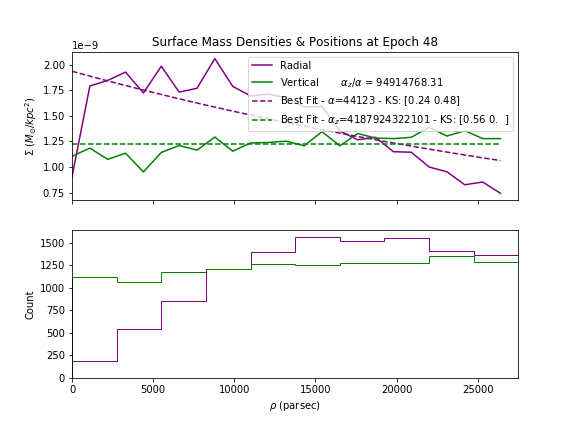 Surface Mass Densities & Positions at Epoch 48
1e−9
Radial
Vertical α_z/α = 94914768.31
Best Fit - α=44123 - KS: [0.24 0.48]
Best Fit - α_z=4187924322101 - KS: [0.56 0. ]
2.00
1.75
1.50
1.25
1.00
0.75
Σ (M⊙/kpc²)
1500
1250
1000
750
500
250
0
Count
0 5000 10000 15000 20000 25000
ρ (parsec)